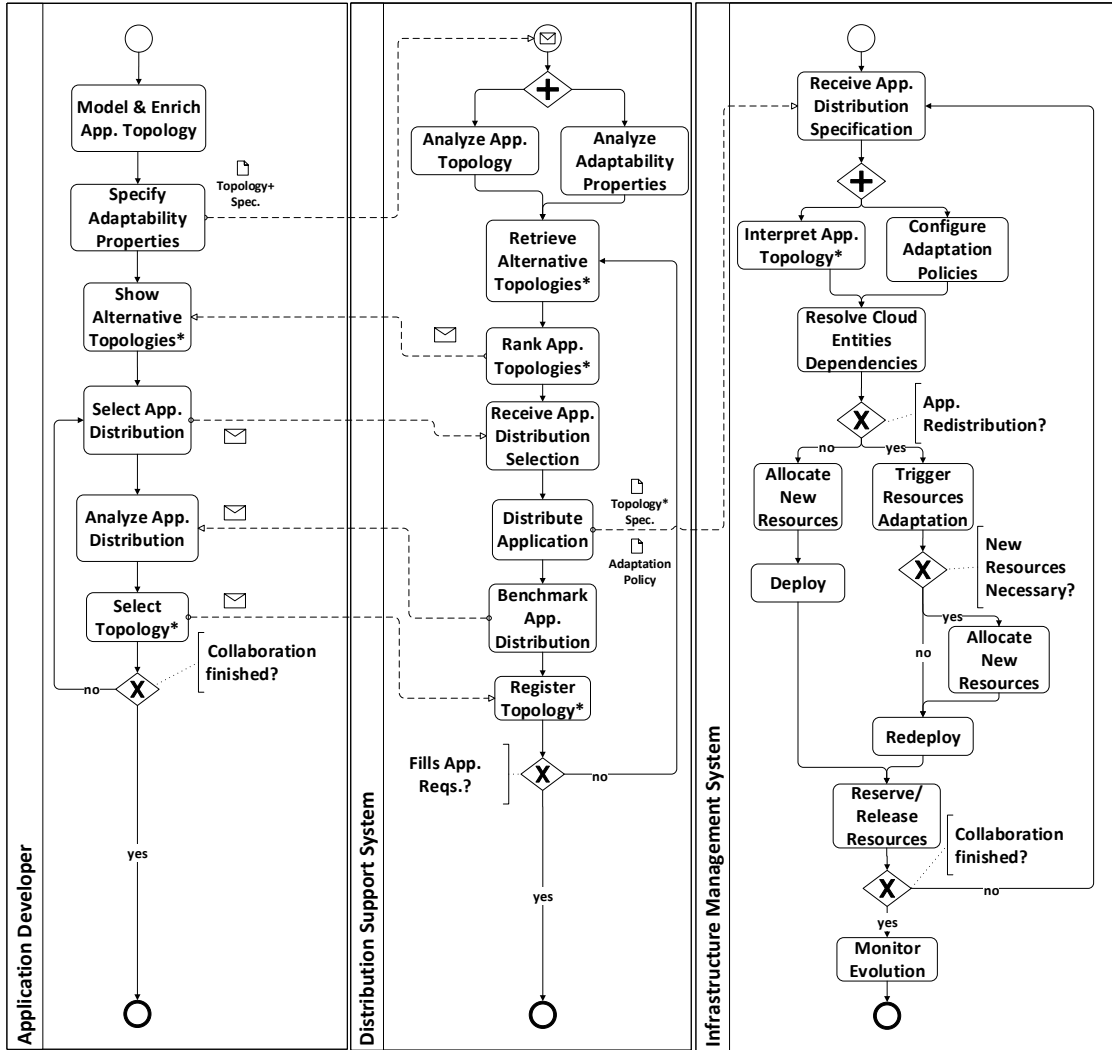 Application Developer
Model & Enrich
App. Topology
Specify
Adaptability
Properties
Topology+
Spec.
Show
Alternative
Topologies*
Select App.
Distribution
Analyze App.
Distribution
Select
Topology*
Collaboration
finished?
no
yes
Distribution Support System
Analyze App.
Topology
Analyze
Adaptability
Properties
Retrieve
Alternative
Topologies*
Rank App.
Topologies*
Receive App.
Distribution
Selection
Distribute
Application
Topology*
Spec.
Adaptation
Policy
Benchmark
App.
Distribution
Register
Topology*
Fills App.
Reqs.?
no
yes
Infrastructure Management System
Receive App.
Distribution
Specification
Interpret App.
Topology*
Configure
Adaptation
Policies
Resolve Cloud
Entities
Dependencies
App.
Redistribution?
no
yes
Allocate
New
Resources
Trigger
Resources
Adaptation
New
Resources
Necessary?
Deploy
yes
no
Allocate
New
Resources
Redeploy
Reserve/
Release
Resources
Collaboration
finished?
no
yes
Monitor
Evolution